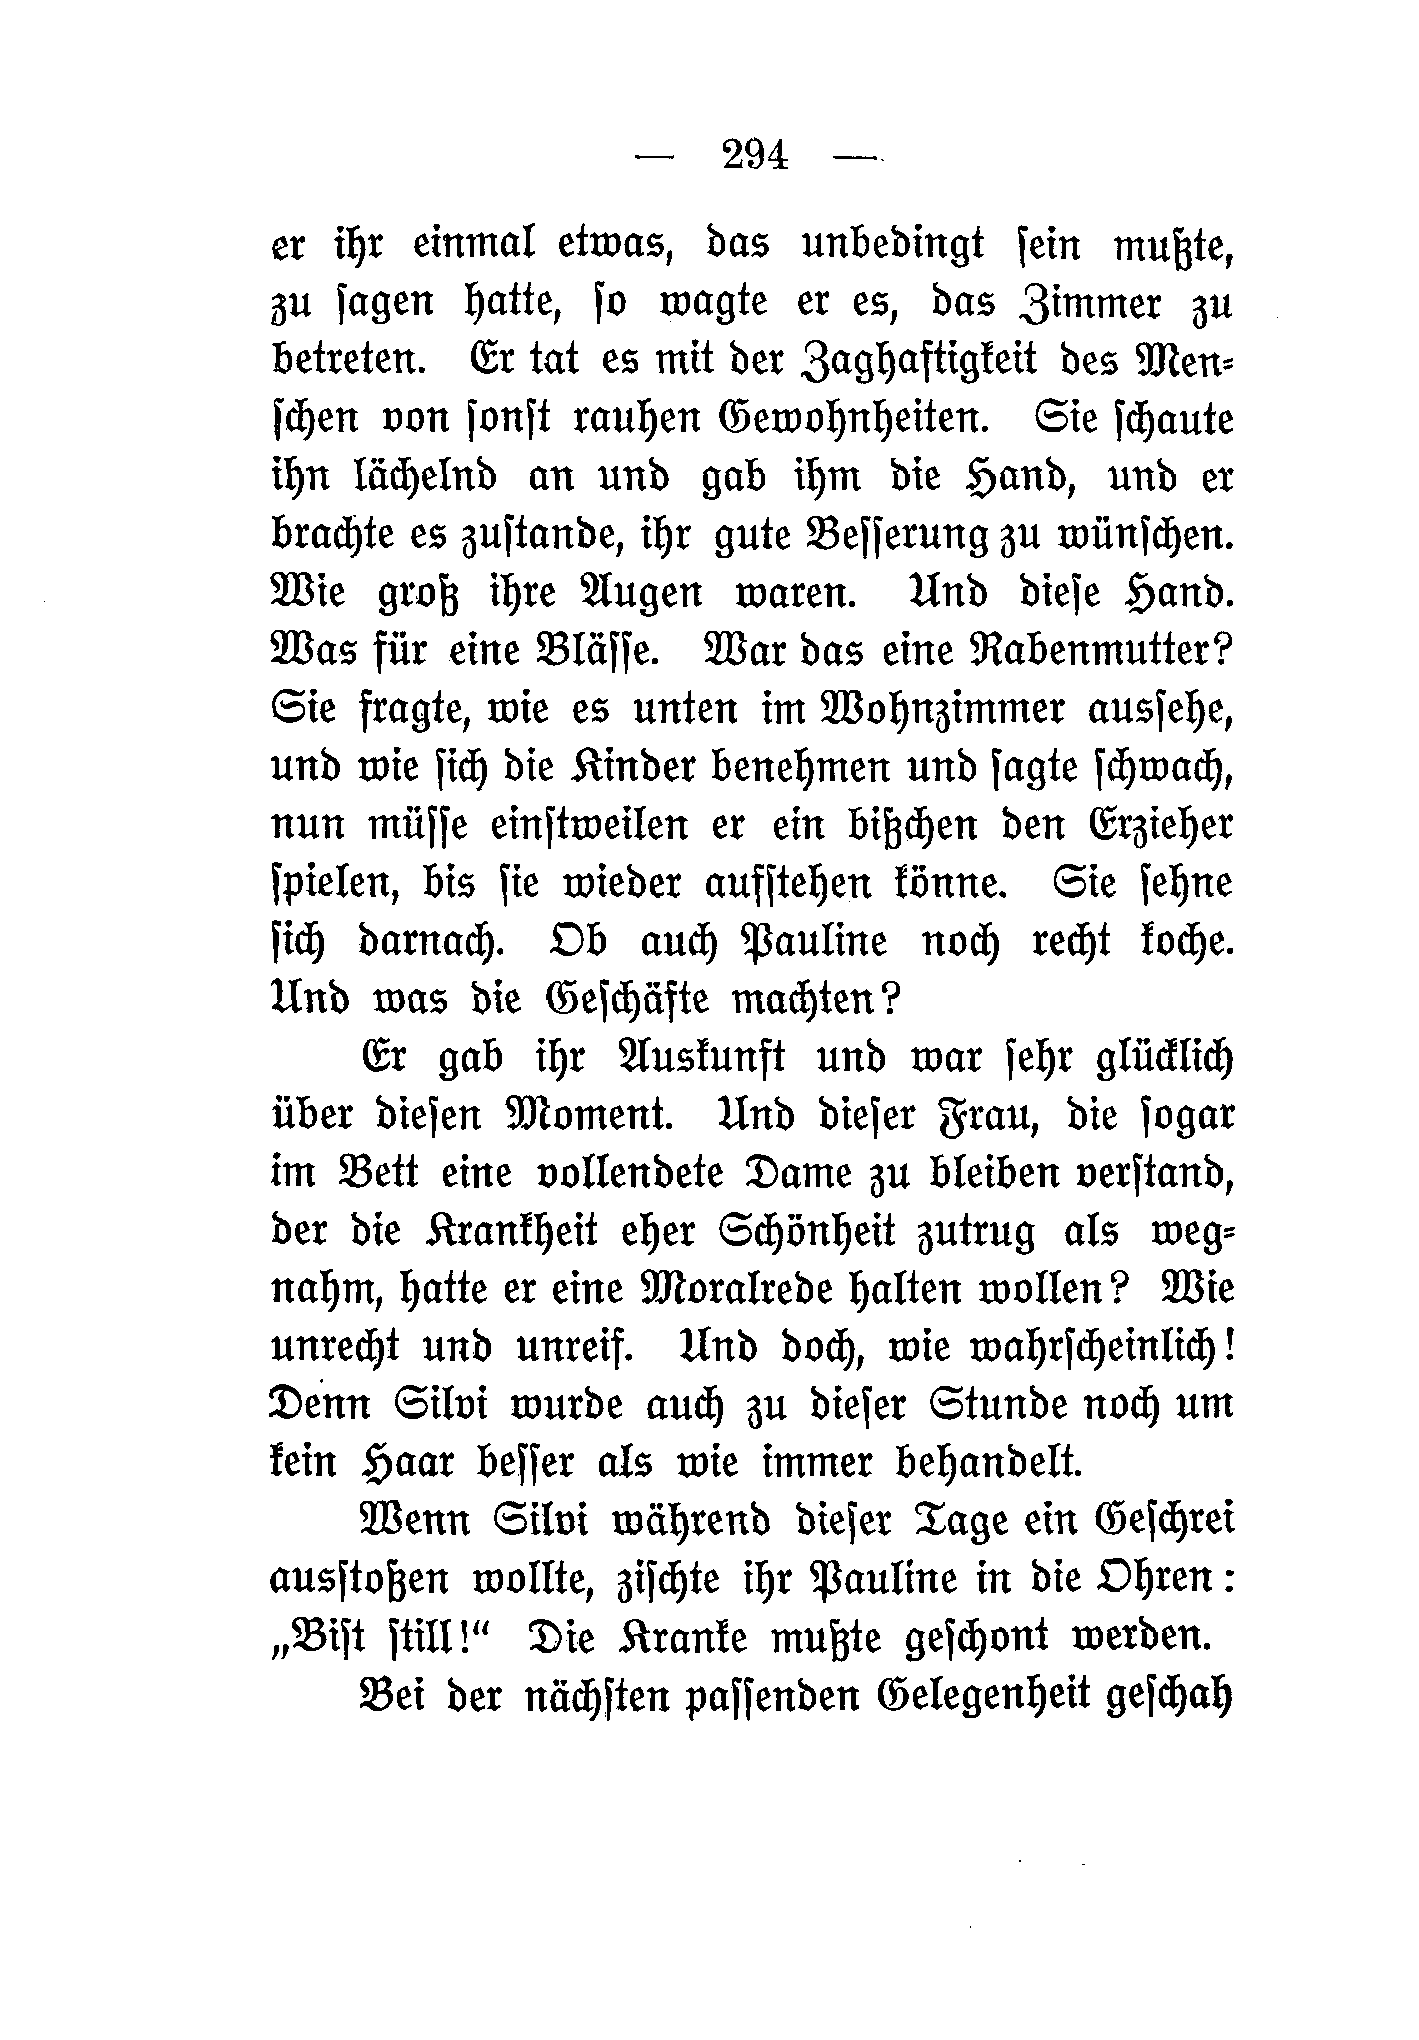 — 294 —
er ihr einmal etwas, das unbedingt sein mußte,
zu sagen hatte, so wagte er es, das Zimmer zu
betreten. Er tat es mit der Zaghaftigkeit des Men-
schen von sonst rauhen Gewohnheiten. Sie schaute
ihn lächelnd an und gab ihm die Hand, und er
brachte es zustande, ihr gute Besserung zu wünschen.
Wie groß ihre Augen waren. Und diese Hand.
Was für eine Blässe. War das eine Rabenmutter?
Sie fragte, wie es unten im Wohnzimmer aussehe,
und wie sich die Kinder benehmen und sagte schwach,
nun müsse einstweilen er ein bißchen den Erzieher
spielen, bis sie wieder aufstehen könne. Sie sehne
sich darnach. Ob auch Pauline noch recht koche.
Und was die Geschäfte machten?
Er gab ihr Auskunft und war sehr glücklich
über diesen Moment. Und dieser Frau, die sogar
im Bett eine vollendete Dame zu bleiben verstand,
der die Krankheit eher Schönheit zutrug als weg-
nahm, hatte er eine Moralrede halten wollen? Wie
unrecht und unreif. Und doch, wie wahrscheinlich!
Denn Silvi wurde auch zu dieser Stunde noch um
kein Haar besser als wie immer behandelt.
Wenn Silvi während dieser Tage ein Geschrei
ausstoßen wollte, zischte ihr Pauline in die Ohren:
„Bist still!“ Die Kranke mußte geschont werden.
Bei der nächsten passenden Gelegenheit geschah